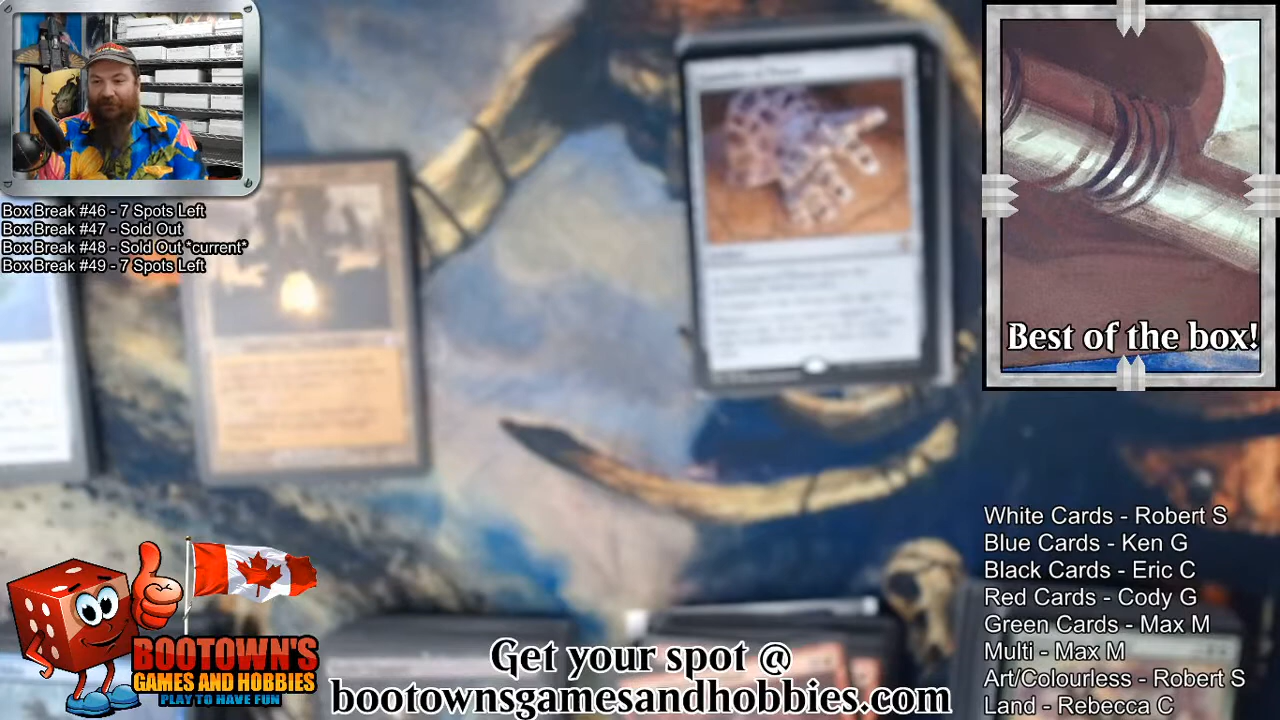 Box Break #46 - 7 Spots Left
Box Break #47 - Sold Out
Box Break #48 - Sold Out *current*
Box Break #49 - 7 Spots Left
Best of the box!
White Cards - Robert S
Blue Cards - Ken G
Black Cards - Eric C
Red Cards - Cody G
Green Cards - Max M
Multi - Max M
Art/Colourless - Robert S
Land - Rebecca C
BOOTOWN'S
GAMES AND HOBBIES
PLAY TO HAVE FUN
Get your spot @
bootownsgamesandhobbies.com